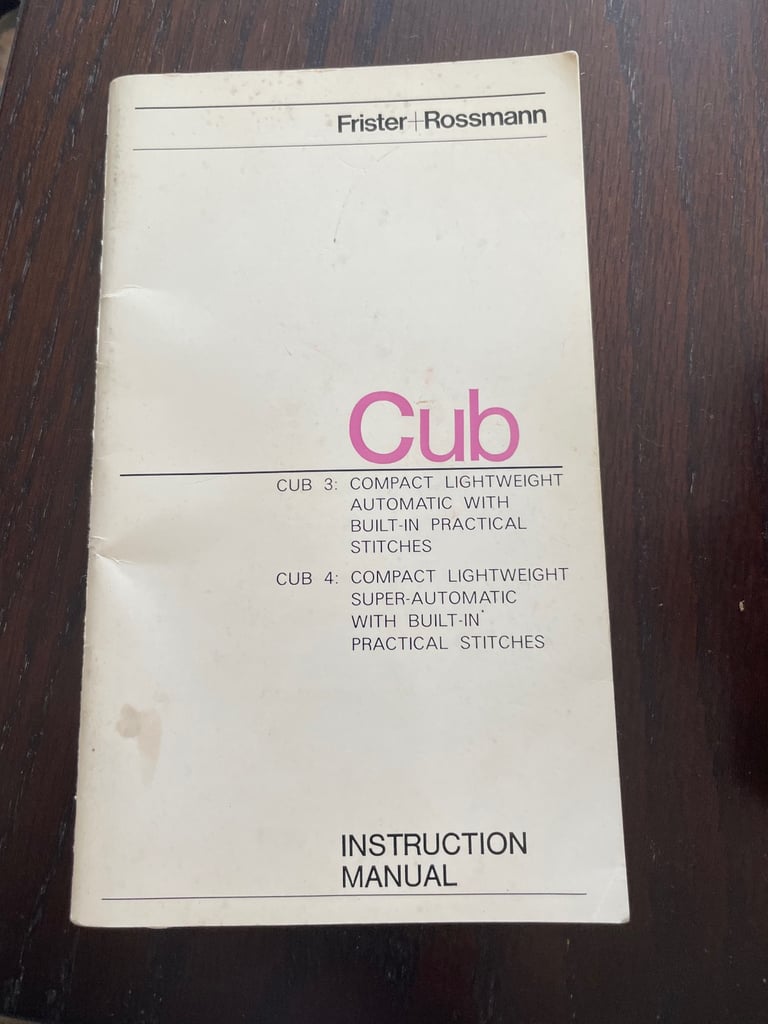 Frister+Rossmann
Cub
CUB 3: COMPACT LIGHTWEIGHT
AUTOMATIC WITH
BUILT-IN PRACTICAL
STITCHES
CUB 4: COMPACT LIGHTWEIGHT
SUPER-AUTOMATIC
WITH BUILT-IN
PRACTICAL STITCHES
INSTRUCTION
MANUAL